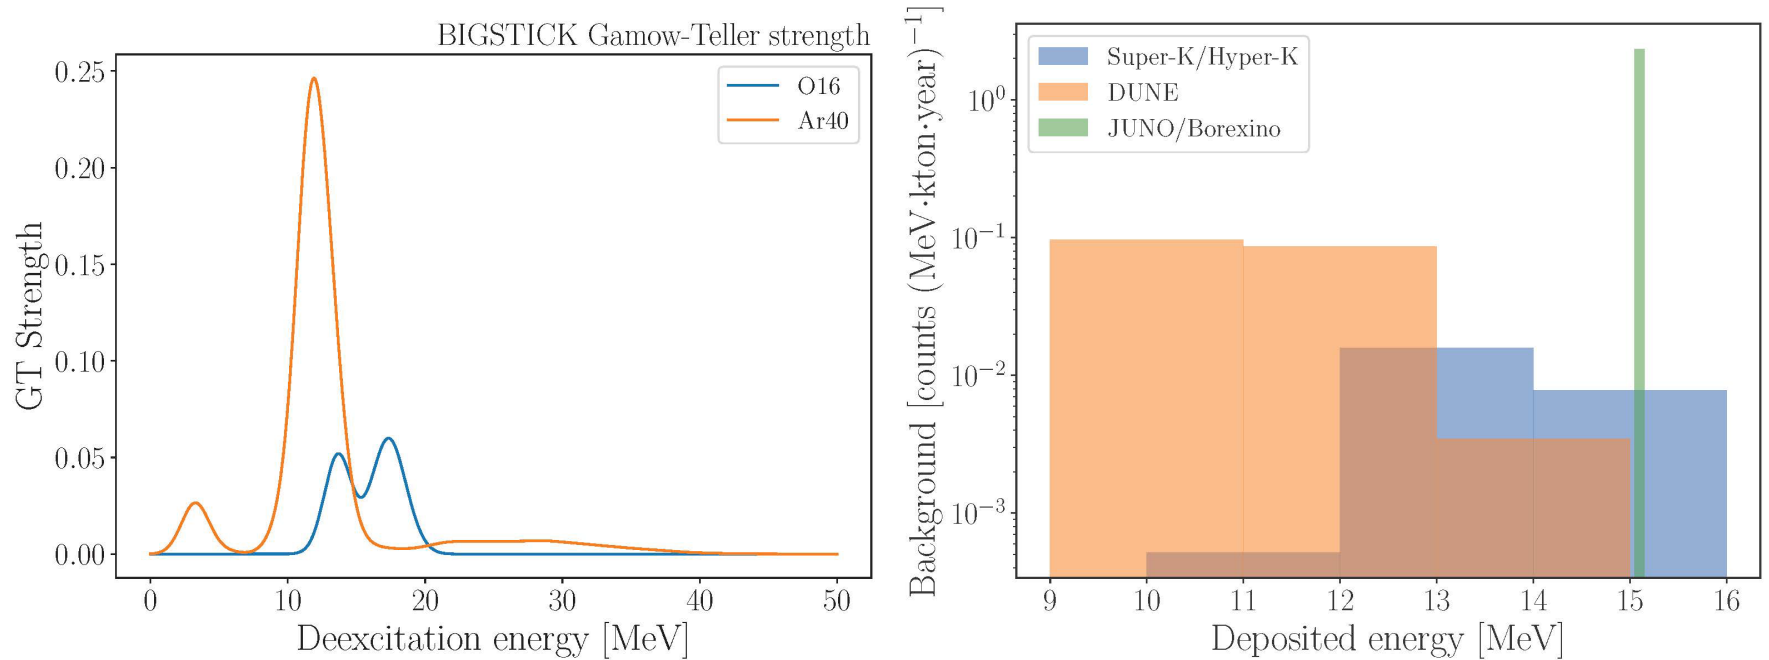 BIGSTICK Gamow-Teller strength
GT Strength
0.25
0.20
0.15
0.10
0.05
0.00
O16
Ar40
0 10 20 30 40 50
Deexcitation energy [MeV]
Background [counts (MeV·kton·year)⁻¹]
10⁰
10⁻¹
10⁻²
10⁻³
Super-K/Hyper-K
DUNE
JUNO/Borexino
9 10 11 12 13 14 15 16
Deposited energy [MeV]